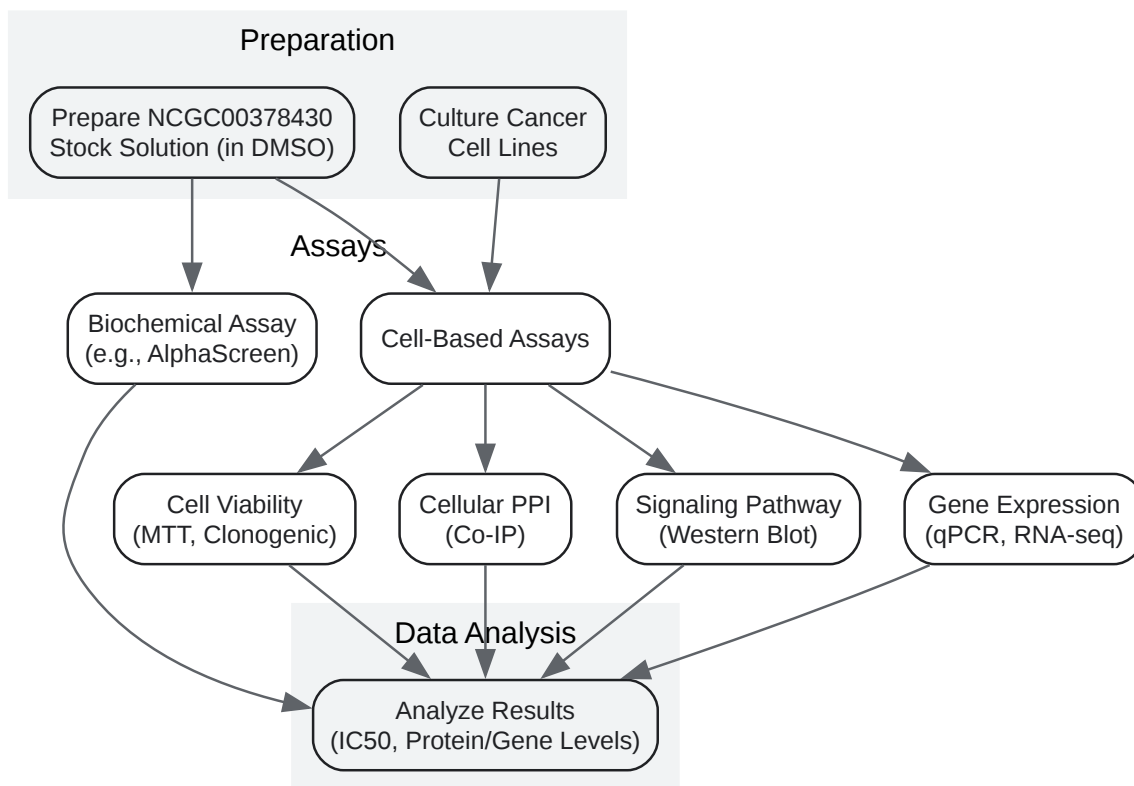 Preparation
Prepare NCGC00378430
Stock Solution (in DMSO)
Culture Cancer
Cell Lines
Assays
Biochemical Assay
(e.g., AlphaScreen)
Cell-Based Assays
Cell Viability
(MTT, Clonogenic)
Cellular PPI
(Co-IP)
Signaling Pathway
(Western Blot)
Gene Expression
(qPCR, RNA-seq)
Data Analysis
Analyze Results
(IC50, Protein/Gene Levels)